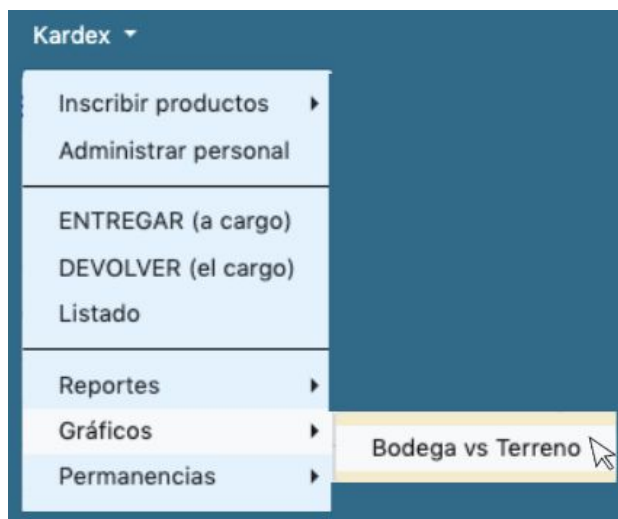 Kardex
Inscribir productos
Administrar personal
ENTREGAR (a cargo)
DEVOLVER (el cargo)
Listado
Reportes
Gráficos
Bodega vs Terreno
Permanencias